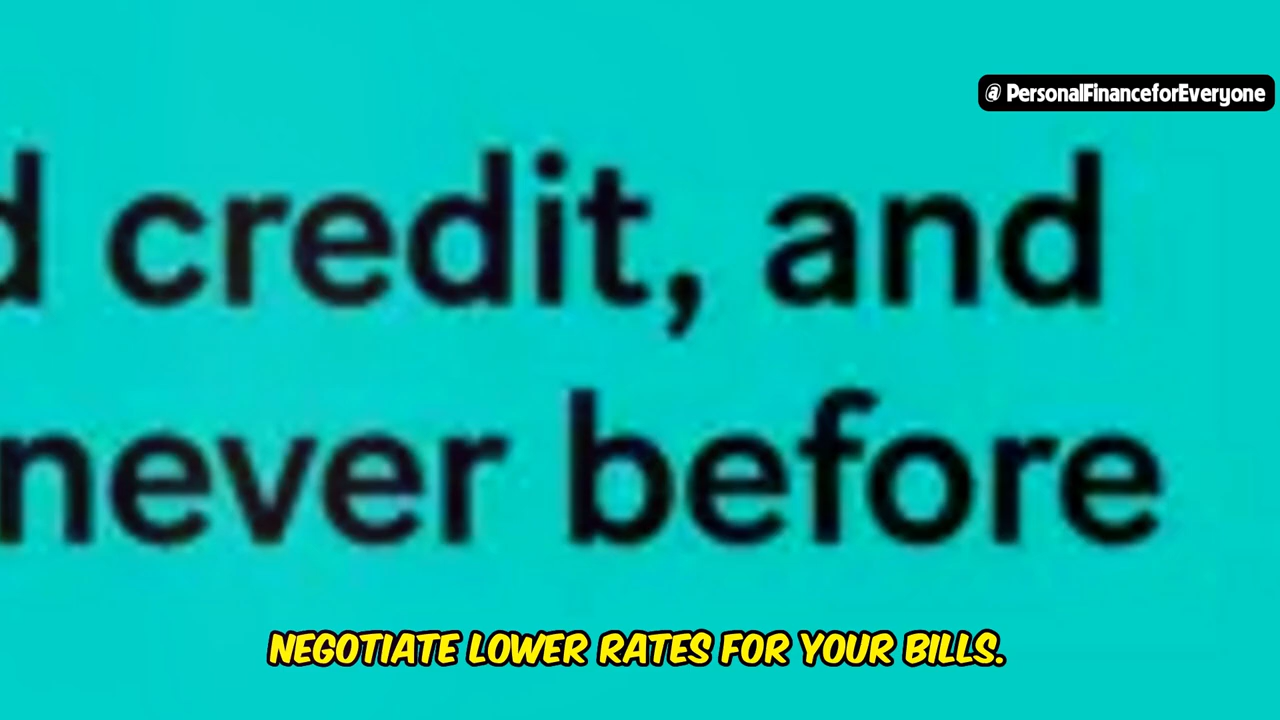 @ PersonalFinanceforEveryone
credit, and
never before
NEGOTIATE LOWER RATES FOR YOUR BILLS.